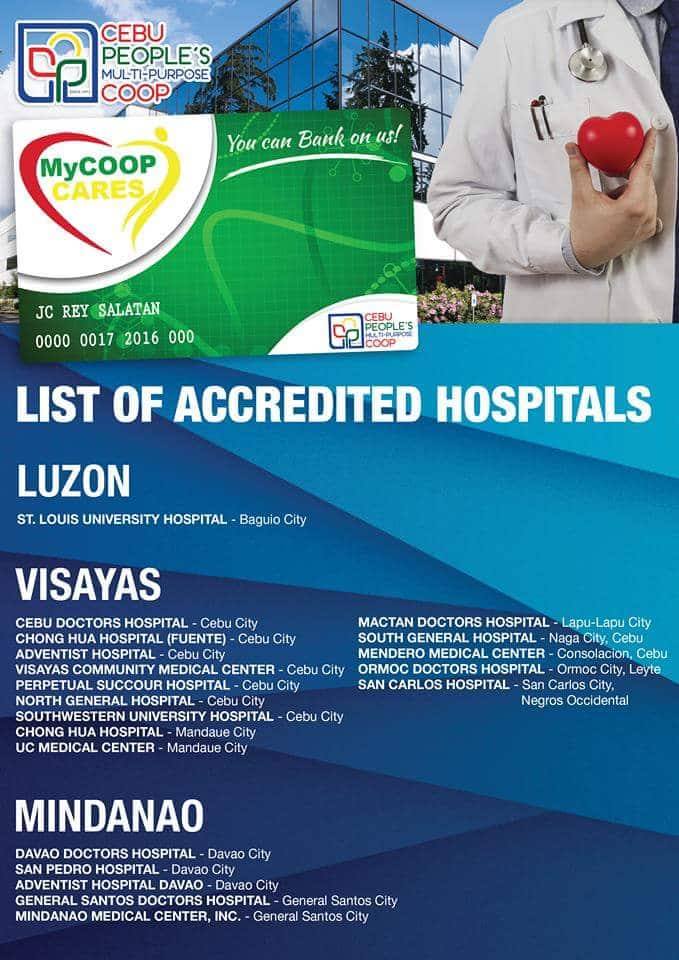 CEBU
PEOPLE'S
MULTI-PURPOSE
COOP
MyCOOP
CARES
You can Bank on us!
JC REY SALATAN
0000 0017 2016 000
CEBU
PEOPLE'S
MULTI-PURPOSE
COOP
LIST OF ACCREDITED HOSPITALS
LUZON
ST. LOUIS UNIVERSITY HOSPITAL - Baguio City
VISAYAS
CEBU DOCTORS HOSPITAL - Cebu City
CHONG HUA HOSPITAL (FUENTE) - Cebu City
ADVENTIST HOSPITAL - Cebu City
VISAYAS COMMUNITY MEDICAL CENTER - Cebu City
PERPETUAL SUCCOUR HOSPITAL - Cebu City
NORTH GENERAL HOSPITAL - Cebu City
SOUTHWESTERN UNIVERSITY HOSPITAL - Cebu City
CHONG HUA HOSPITAL - Mandaue City
UC MEDICAL CENTER - Mandaue City
MACTAN DOCTORS HOSPITAL - Lapu-Lapu City
SOUTH GENERAL HOSPITAL - Naga City, Cebu
MENDERO MEDICAL CENTER - Consolacion, Cebu
ORMOC DOCTORS HOSPITAL - Ormoc City, Leyte
SAN CARLOS HOSPITAL - San Carlos City,
Negros Occidental
MINDANAO
DAVAO DOCTORS HOSPITAL - Davao City
SAN PEDRO HOSPITAL - Davao City
ADVENTIST HOSPITAL DAVAO - Davao City
GENERAL SANTOS DOCTORS HOSPITAL - General Santos City
MINDANAO MEDICAL CENTER, INC. - General Santos City